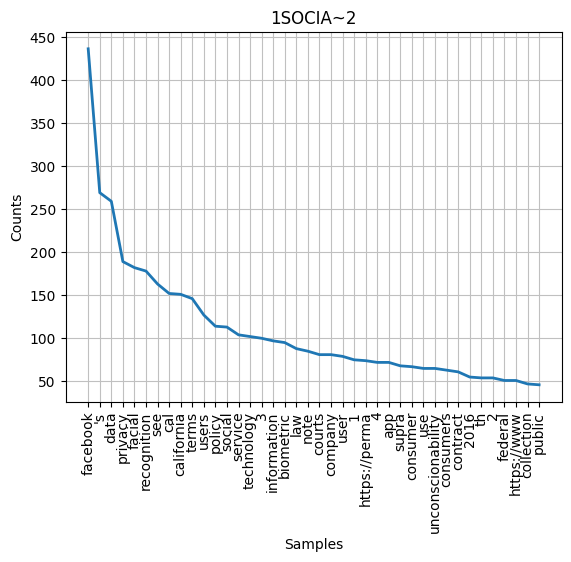 1SOCIA~2
Counts
450
400
350
300
250
200
150
100
50
facebook
's
data
privacy
facial
recognition
see
cal
california
terms
users
policy
social
service
technology
3
information
biometric
law
note
courts
company
user
1
https://perma
4
app
supra
consumer
use
unconscionability
consumers
contract
2016
th
2
federal
https://www
collection
public
Samples